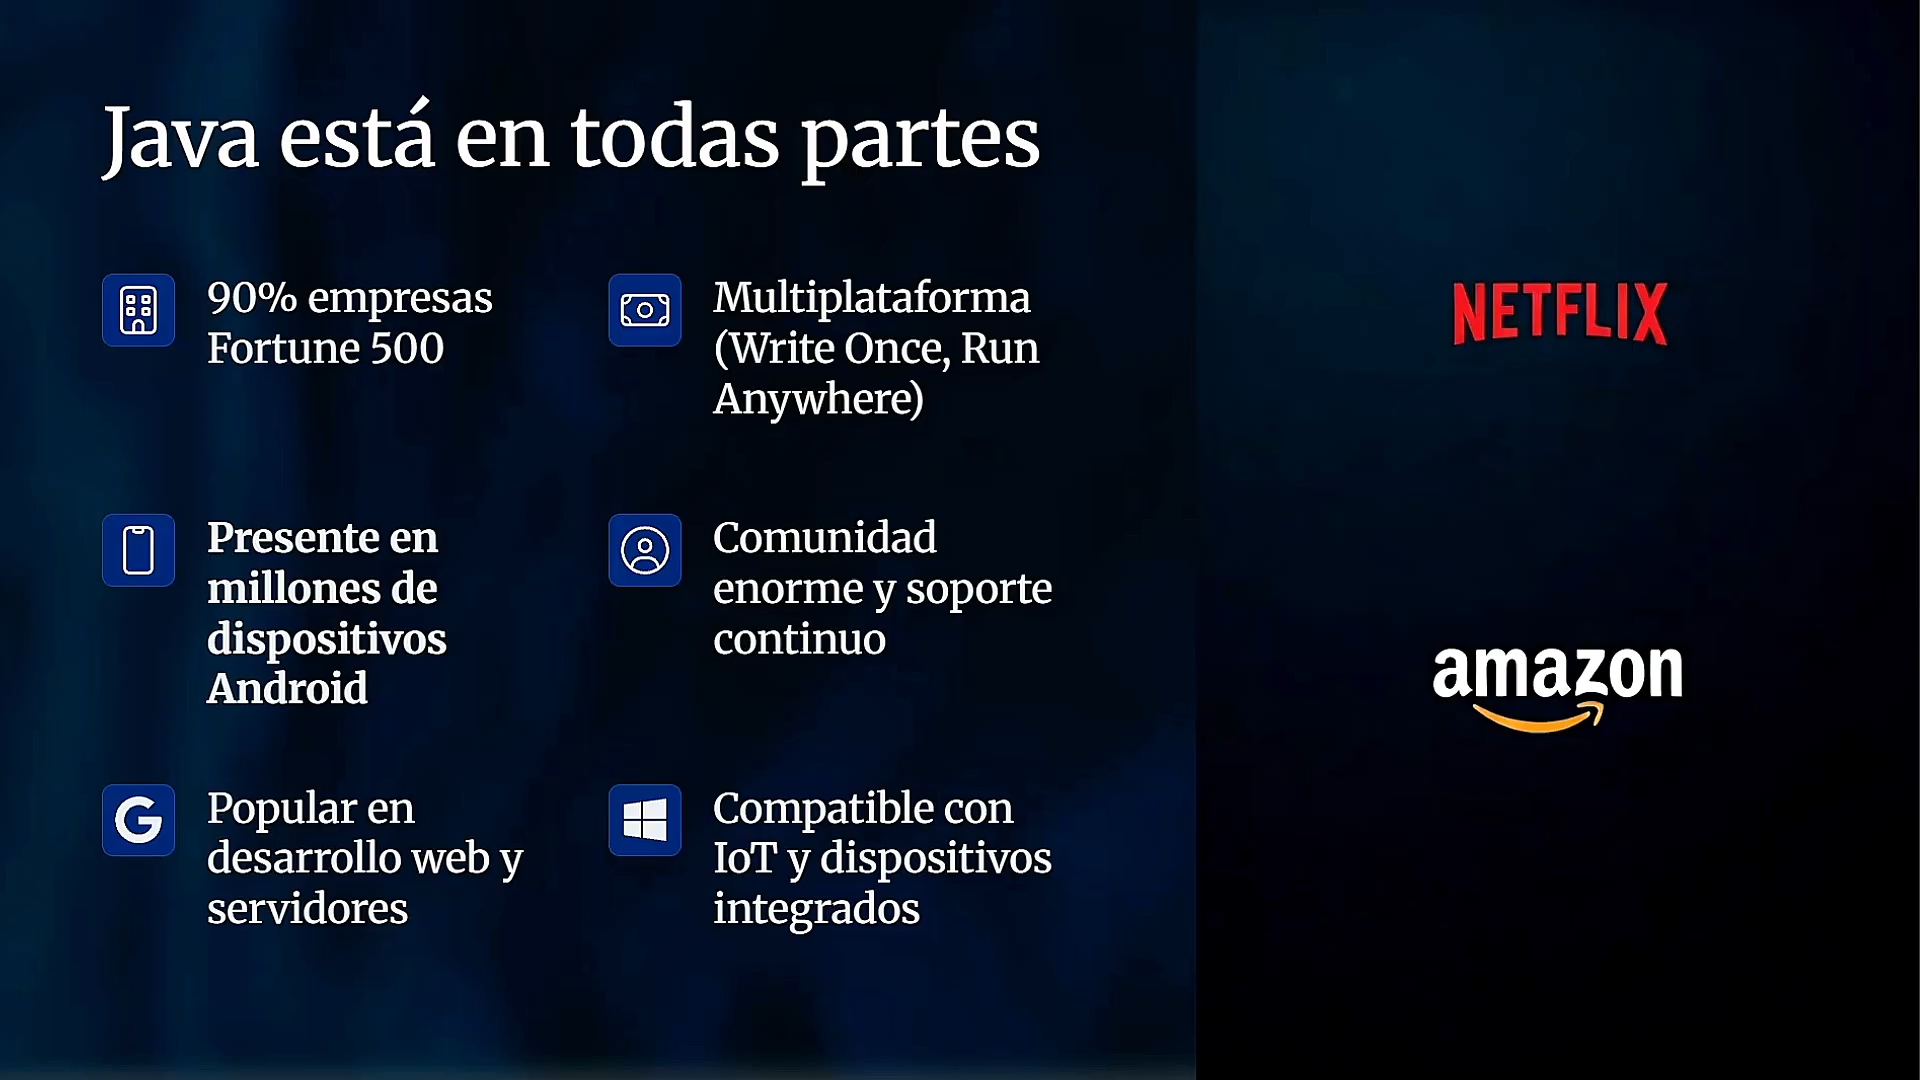 Java está en todas partes
90% empresas
Fortune 500
Multiplataforma
(Write Once, Run
Anywhere)
Presente en
millones de
dispositivos
Android
Comunidad
enorme y soporte
continuo
Popular en
desarrollo web y
servidores
Compatible con
IoT y dispositivos
integrados
NETFLIX
amazon